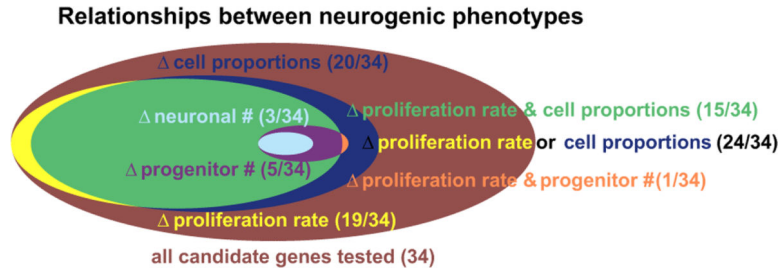 Relationships between neurogenic phenotypes
Δ cell proportions (20/34)
Δ proliferation rate & cell proportions (15/34)
Δ neuronal # (3/34)
Δ proliferation rate or cell proportions (24/34)
Δ progenitor # (5/34)
Δ proliferation rate & progenitor #(1/34)
Δ proliferation rate (19/34)
all candidate genes tested (34)